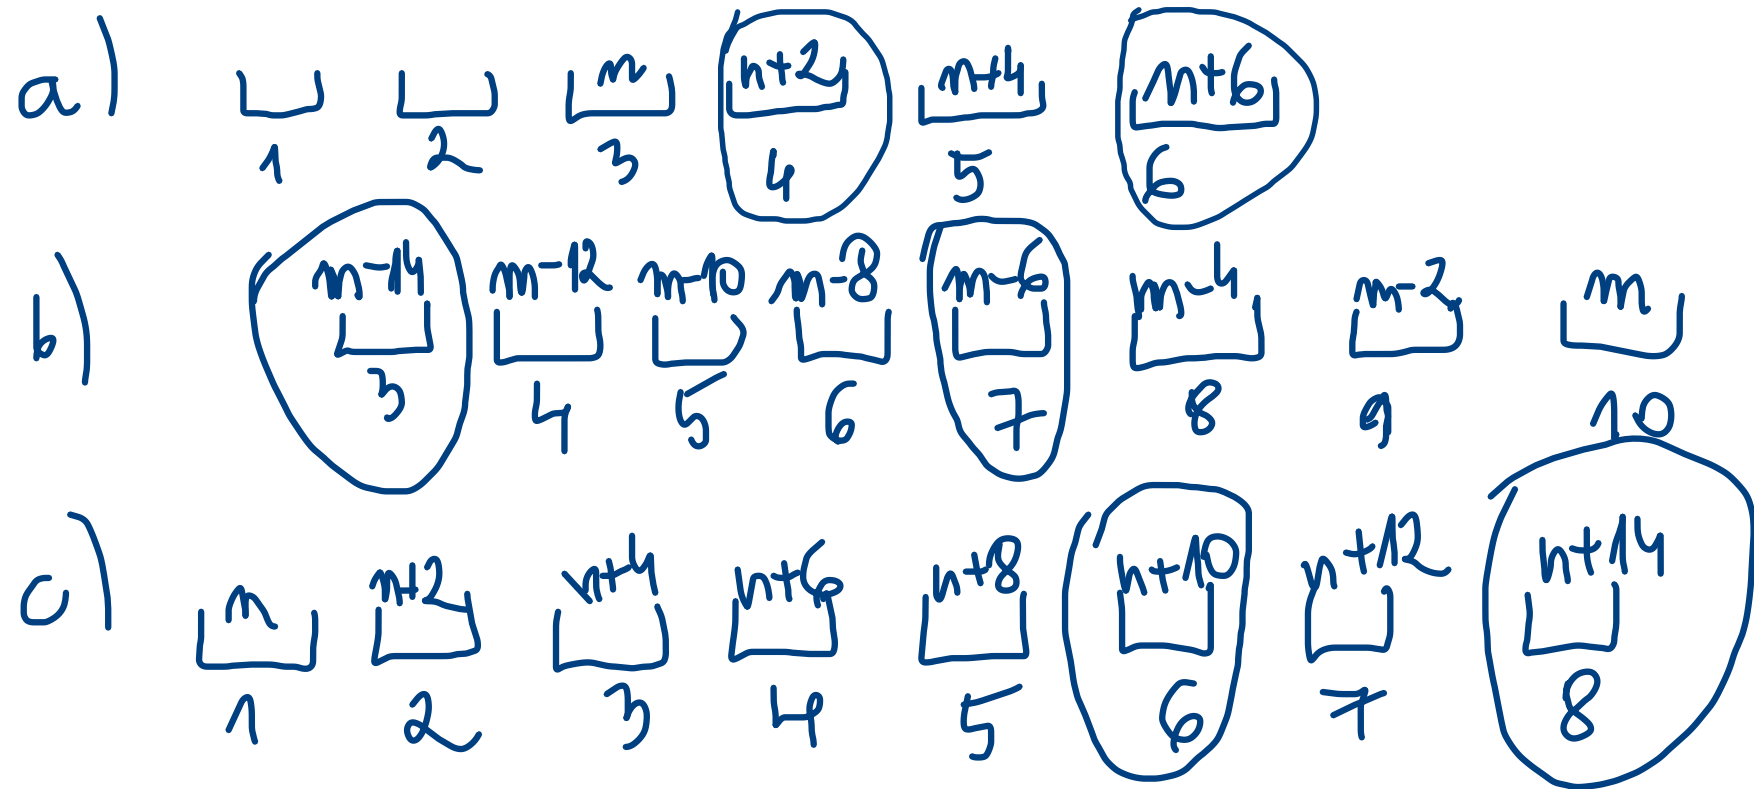 a) n n+2 n+4 n+6
1 2 3 4 5 6
b) n-14 n-12 n-10 n-8 n-6 n-4 n-2 n
3 4 5 6 7 8 9 10
c) n n+2 n+4 n+6 n+8 n+10 n+12 n+14
1 2 3 4 5 6 7 8